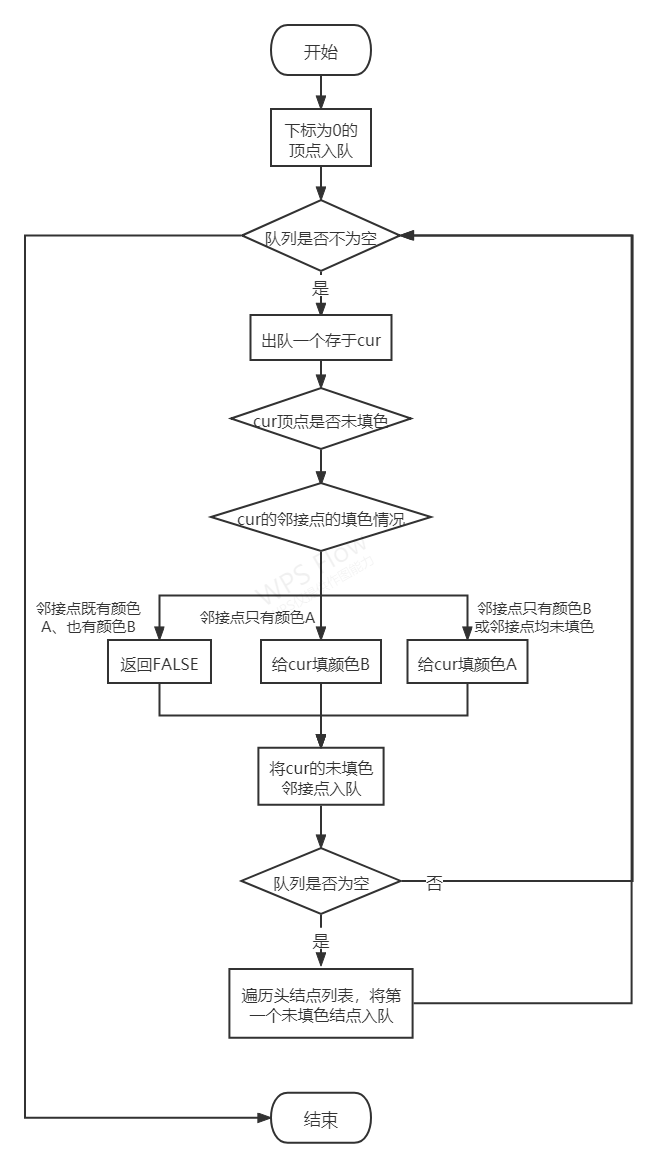 开始
下标为0的
顶点入队
队列是否不为空
是
出队一个存于cur
cur顶点是否未填色
cur的邻接点的填色情况
WPS Flow
邻接点既有颜色
A、也有颜色B
邻接点只有颜色A
邻接点只有颜色B
或邻接点均未填色
返回FALSE
给cur填颜色B
给cur填颜色A
将cur的未填色
邻接点入队
队列是否为空
否
是
遍历头结点列表，将第
一个未填色结点入队
结束